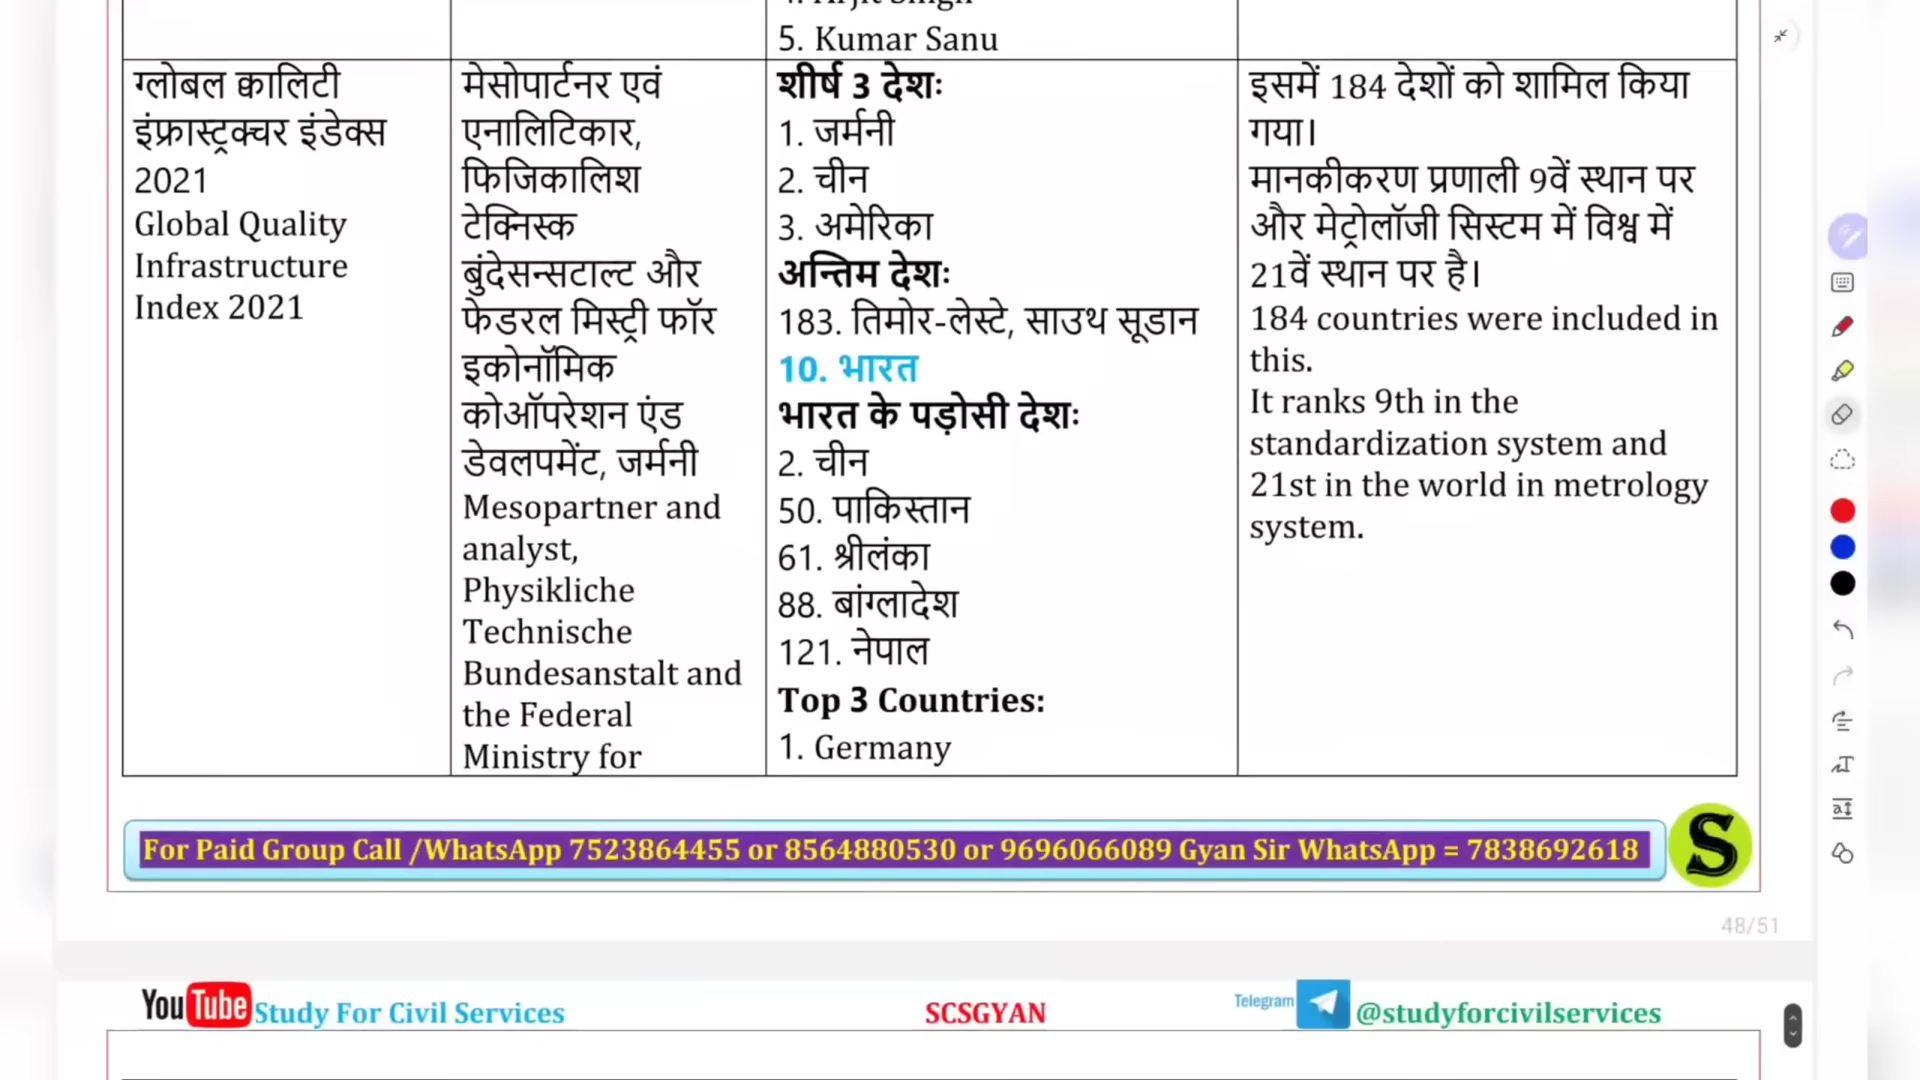 4. Arjit Singh
5. Kumar Sanu
ग्लोबल क्वालिटी
इंफ्रास्ट्रक्चर इंडेक्स
2021
Global Quality
Infrastructure
Index 2021
मेसोपार्टनर एवं
एनालिटिकार,
फिजिकालिश
टेक्निस्क
बुंदेसन्सटाल्ट और
फेडरल मिस्ट्री फॉर
इकोनॉमिक
कोऑपरेशन एंड
डेवलपमेंट, जर्मनी
Mesopartner and
analyst,
Physikliche
Technische
Bundesanstalt and
the Federal
Ministry for
शीर्ष 3 देशः
1. जर्मनी
2. चीन
3. अमेरिका
अन्तिम देशः
183. तिमोर-लेस्टे, साउथ सूडान
10. भारत
भारत के पड़ोसी देशः
2. चीन
50. पाकिस्तान
61. श्रीलंका
88. बांग्लादेश
121. नेपाल
Top 3 Countries:
1. Germany
इसमें 184 देशों को शामिल किया
गया।
मानकीकरण प्रणाली 9वें स्थान पर
और मेट्रोलॉजी सिस्टम में विश्व में
21वें स्थान पर है।
184 countries were included in
this.
It ranks 9th in the
standardization system and
21st in the world in metrology
system.
For Paid Group Call /WhatsApp 7523864455 or 8564880530 or 9696066089 Gyan Sir WhatsApp = 7838692618
S
48/51
YouTube Study For Civil Services
SCSGYAN
Telegram @studyforcivilservices